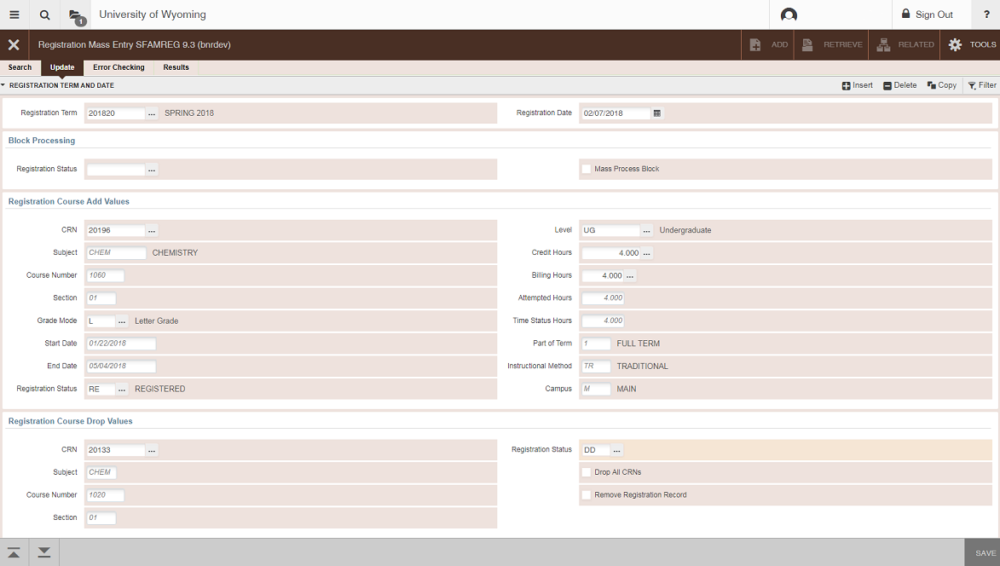 1 University of Wyoming Sign Out ?
Registration Mass Entry SFAMREG 9.3 (bnrdev) ADD RETRIEVE RELATED TOOLS
Search Update Error Checking Results
REGISTRATION TERM AND DATE Insert Delete Copy Filter
Registration Term 201820 ... SPRING 2018 Registration Date 02/07/2018
Block Processing
Registration Status ... Mass Process Block
Registration Course Add Values
CRN 20196 ... Level UG ... Undergraduate
Subject CHEM CHEMISTRY Credit Hours 4.000 ...
Course Number 1060 Billing Hours 4.000 ...
Section 01 Attempted Hours 4.000
Grade Mode L ... Letter Grade Time Status Hours 4.000
Start Date 01/22/2018 Part of Term 1 FULL TERM
End Date 05/04/2018 Instructional Method TR TRADITIONAL
Registration Status RE ... REGISTERED Campus M MAIN
Registration Course Drop Values
CRN 20133 ... Registration Status DD ...
Subject CHEM Drop All CRNs
Course Number 1020 Remove Registration Record
Section 01
SAVE